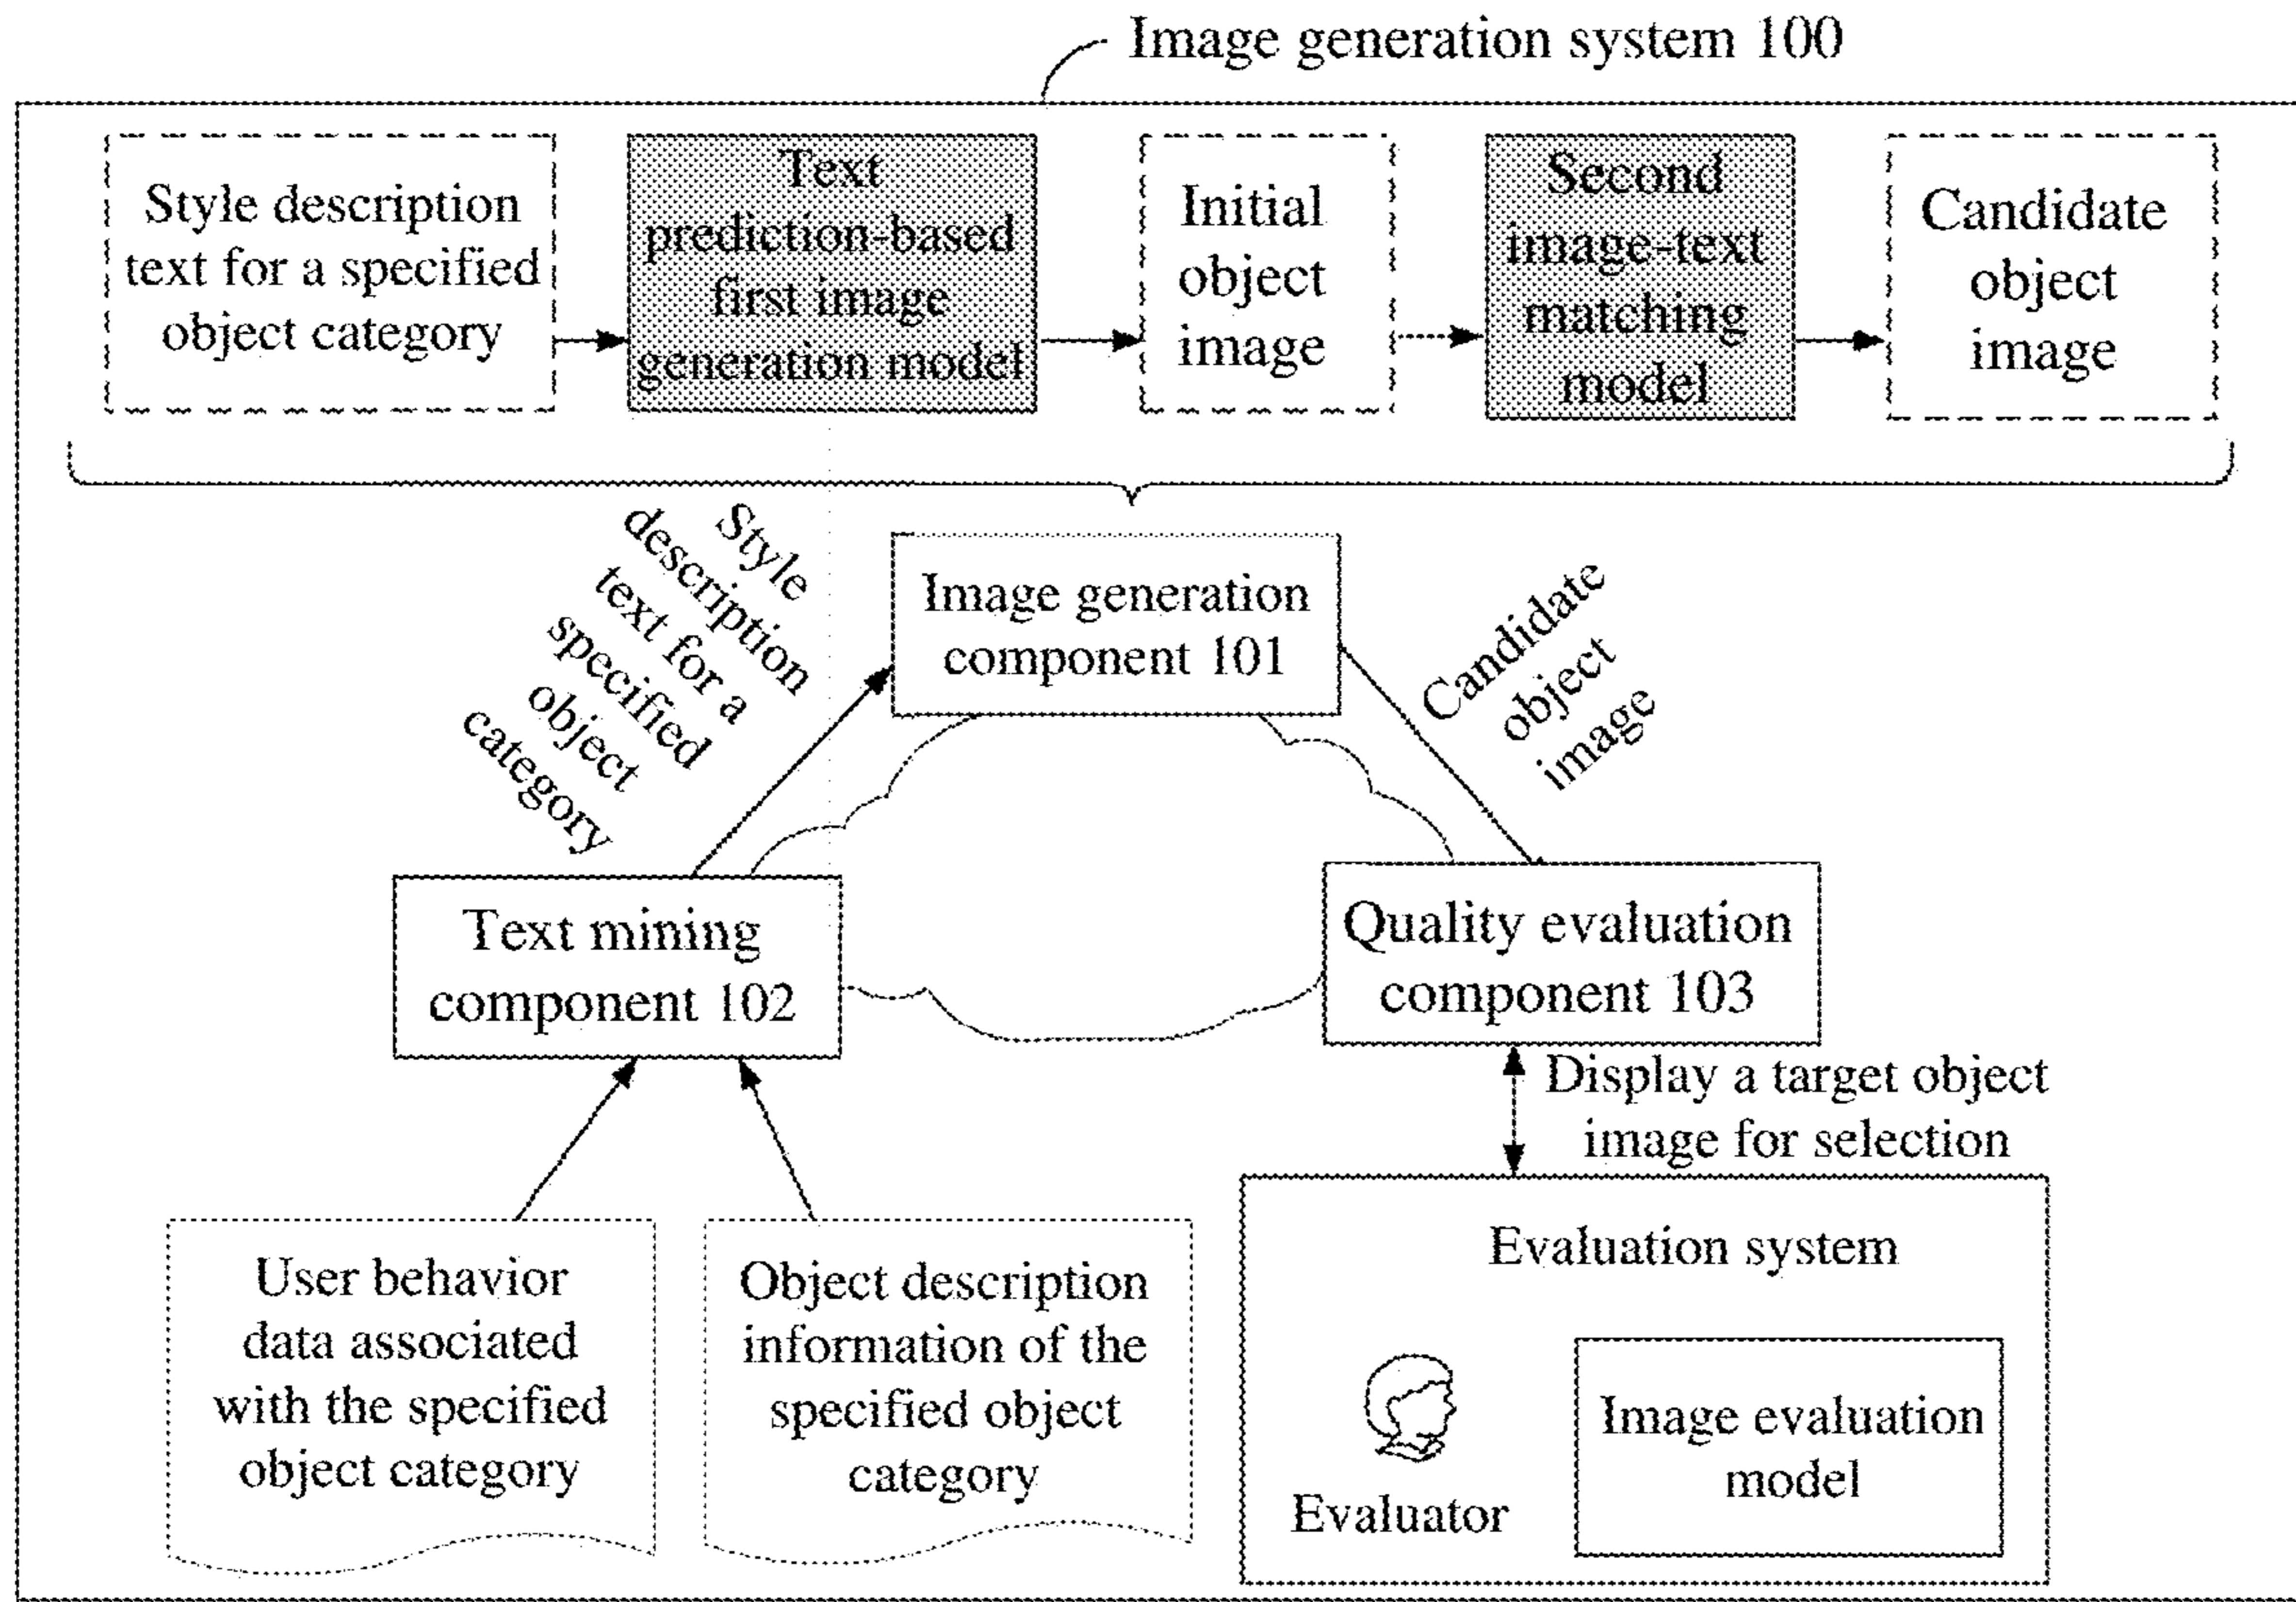 Image generation system 100
Style description
text for a specified
object category
Text
prediction-based
first image
generation model
Initial
object
image
Second
image-text
matching
model
Candidate
object
image
Style
description
text for a
specified
object
category
Image generation
component 101
Candidate
object
image
Text mining
component 102
Quality evaluation
component 103
Display a target object
image for selection
User behavior
data associated
with the specified
object category
Object description
information of the
specified object
category
Evaluation system
Evaluator
Image evaluation
model